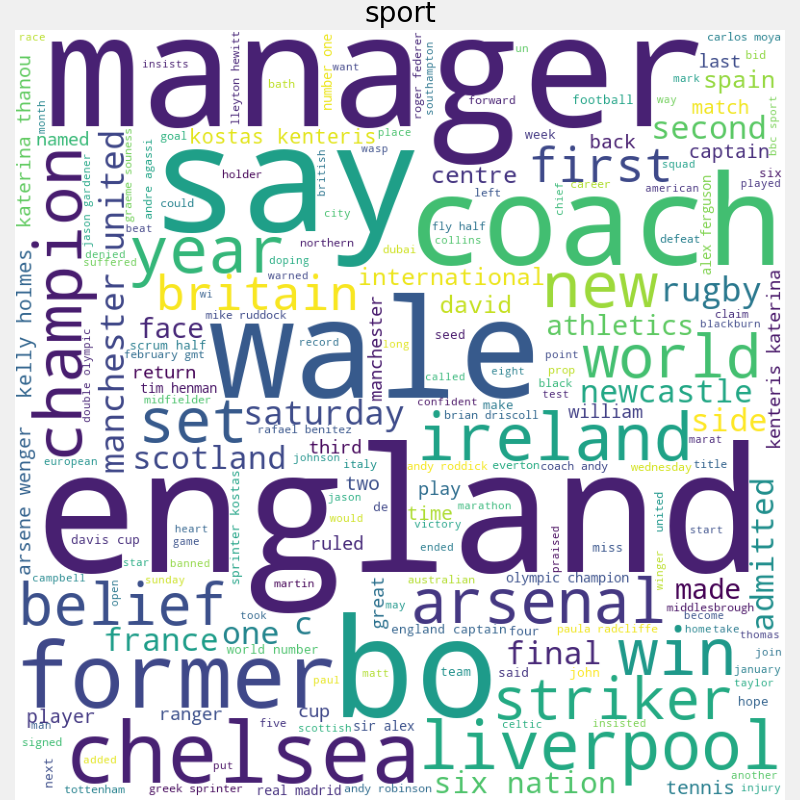 sport
manager
race
insists
lleyton hewitt
number one
want
roger federer
southampton
un
carlos moya
last
bid
bath
forward
football
mark
spain
way
bbc sport
month
katerina thanou
named
goal
kostas kenteris
place
wasp
week
match
second
back
captain
six
squad
played
jason gardener
graeme souness
andre agassi
holder
british
say
centre
first
left
career
american
champion
manchester united
denied
suffered
beat
could
city
fly half
chief
coach
alex ferguson
year
doping
northern
dubai
collins
defeat
warned
international
new
rugby
britain
wi
david
claim
blackburn
kelly holmes
face
mike ruddock
wale
seed
athletics
kenteris katerina
scrum half
february gmt
record
long
manchester
eight
point
world
double olympic
return
tim henman
called
prop
black
test
newcastle
midfielder
confident
make
set
saturday
rafael benitez
brian driscoll
william
side
ireland
marat
arsene wenger
scotland
third
johnson
italy
andy roddick
everton
coach andy
wednesday
title
european
two
play
sprinter kostas
jason
de
time
marathon
victory
united
admitted
england
davis cup
heart
game
would
ruled
ended
praised
miss
start
star
banned
campbell
sunday
martin
australian
olympic champion
winger
made
open
belief
great
may
arsenal
middlesbrough
become
took
france
one
c
england captain
four
paula radcliffe
hometake
thomas
world number
bo
final
win
join
former
paul
matt
team
said
john
january
taylor
striker
hope
player
ranger
cup
man
five
scottish
sir alex
celtic
insisted
signed
chelsea
liverpool
another
next
added
put
six nation
tennis
injury
tottenham
greek sprinter
real madrid
andy robinson